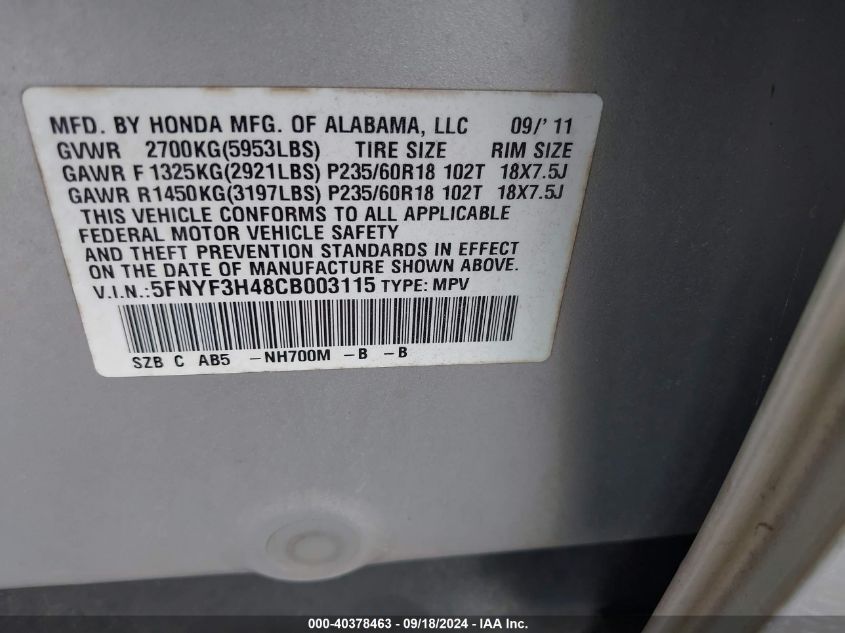 MFD. BY HONDA MFG. OF ALABAMA, LLC 09/'11
GVWR 2700KG(5953LBS) TIRE SIZE RIM SIZE
GAWR F 1325KG(2921LBS) P235/60R18 102T 18X7.5J
GAWR R1450KG(3197LBS) P235/60R18 102T 18X7.5J
THIS VEHICLE CONFORMS TO ALL APPLICABLE
FEDERAL MOTOR VEHICLE SAFETY
AND THEFT PREVENTION STANDARDS IN EFFECT
ON THE DATE OF MANUFACTURE SHOWN ABOVE.
V.I.N.:5FNYF3H48CB003115 TYPE: MPV
SZB C AB5 -NH700M -B -B
000-40378463 - 09/18/2024 - IAA Inc.